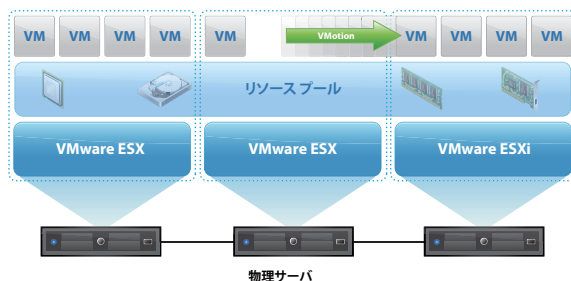 VM VM VM VM VM VMotion VM VM VM VM
リソースプール
VMware ESX VMware ESX VMware ESXi
物理サーバ